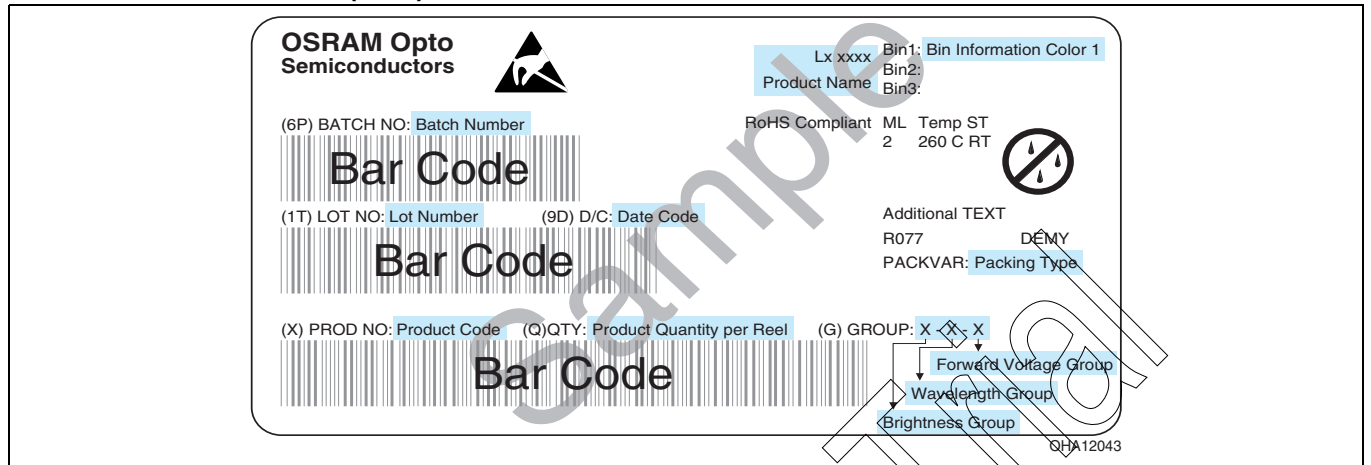 OSRAM Opto
Semiconductors
Lx xxxx
Product Name
Bin1: Bin Information Color 1
Bin2:
Bin3:
(6P) BATCH NO: Batch Number
Bar Code
RoHS Compliant
ML Temp ST
2 260 C RT
(1T) LOT NO: Lot Number (9D) D/C: Date Code
Bar Code
Additional TEXT
R077 DEMY
PACKVAR: Packing Type
(X) PROD NO: Product Code (Q)QTY: Product Quantity per Reel (G) GROUP: X - X - X
Bar Code
Forward Voltage Group
Wavelength Group
Brightness Group
OHA12043
Sample
Trial